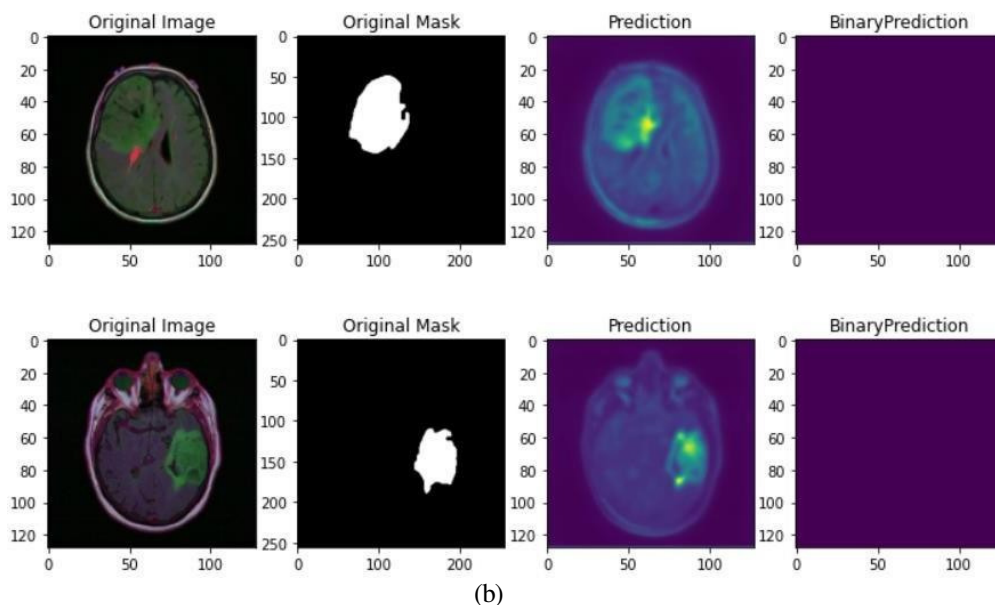 Original Image Original Mask Prediction BinaryPrediction
0 0 0 0
20 50 20 20
40 100 40 40
60 150 60 60
80 200 80 80
100 250 100 100
120 120 120
0 50 100 0 100 200 0 50 100 0 50 100
Original Image Original Mask Prediction BinaryPrediction
0 0 0 0
20 50 20 20
40 100 40 40
60 150 60 60
80 200 80 80
100 250 100 100
120 120 120
0 50 100 0 100 200 0 50 100 0 50 100
(b)